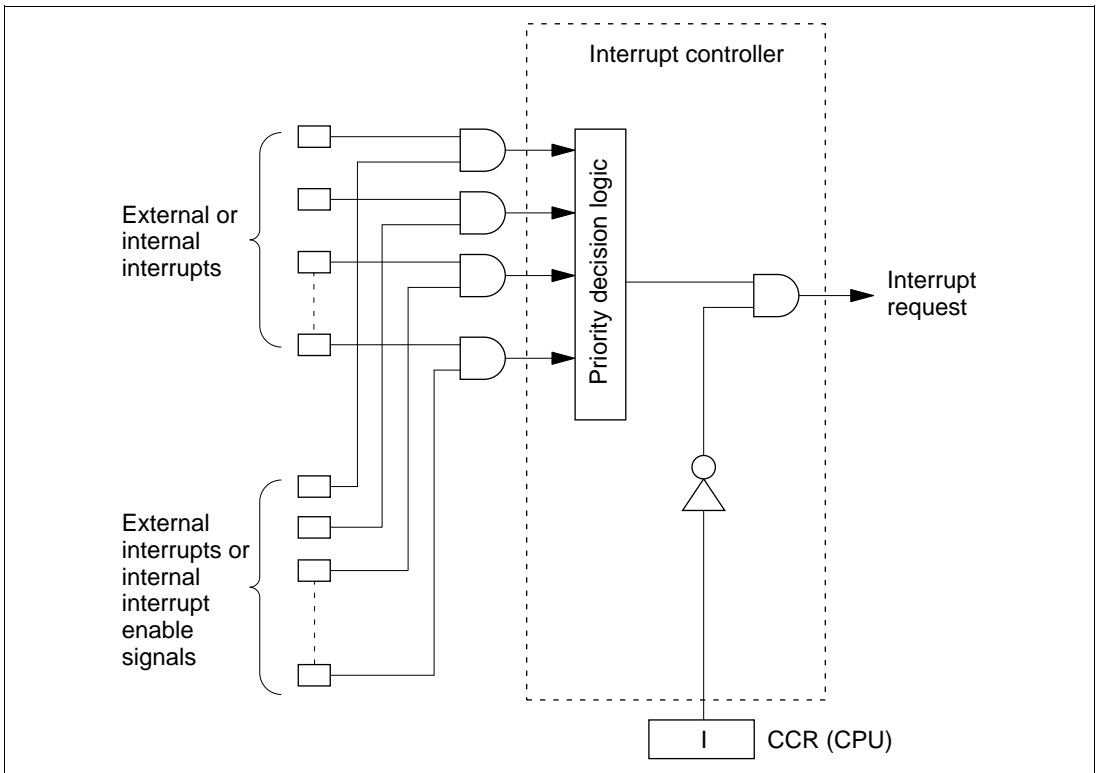 Interrupt controller
External or
internal
interrupts
Priority decision logic
Interrupt
request
External
interrupts or
internal
interrupt
enable
signals
I
CCR (CPU)